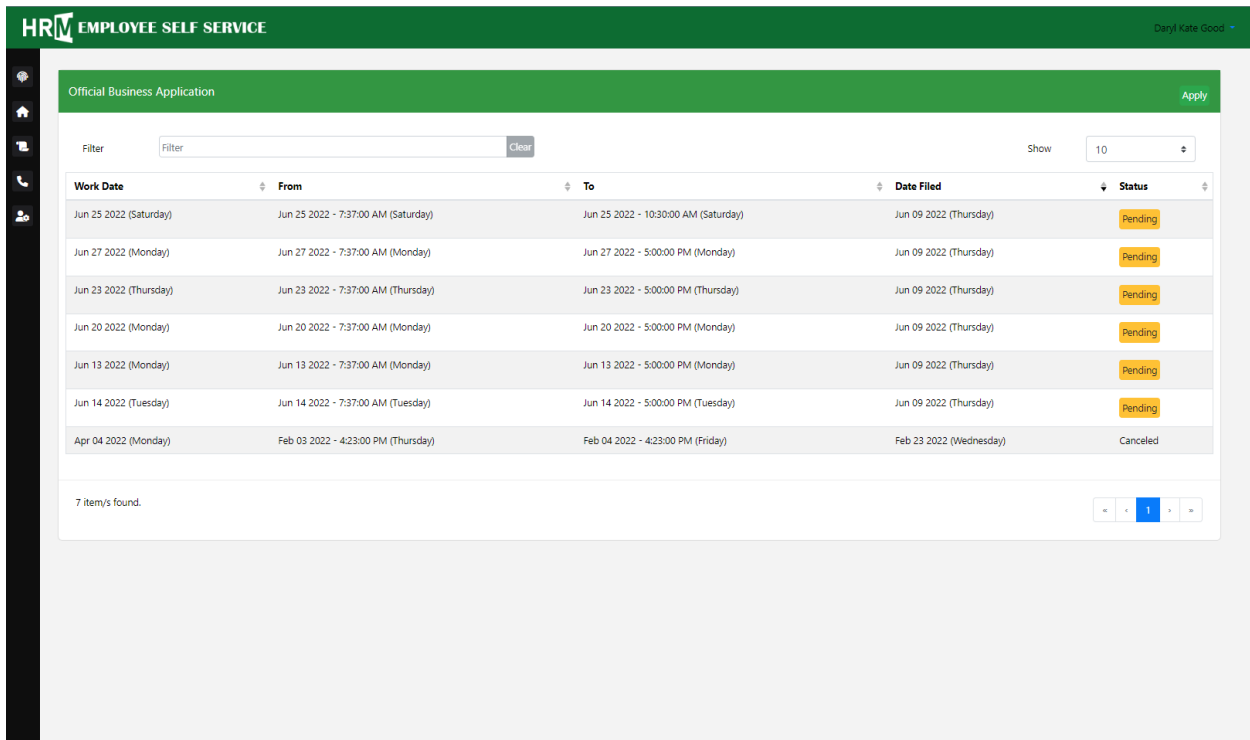 HRM EMPLOYEE SELF SERVICE Daryl Kate Good
Official Business Application Apply
Filter Filter Clear Show 10
Work Date From To Date Filed Status
Jun 25 2022 (Saturday) Jun 25 2022 - 7:37:00 AM (Saturday) Jun 25 2022 - 10:30:00 AM (Saturday) Jun 09 2022 (Thursday) Pending
Jun 27 2022 (Monday) Jun 27 2022 - 7:37:00 AM (Monday) Jun 27 2022 - 5:00:00 PM (Monday) Jun 09 2022 (Thursday) Pending
Jun 23 2022 (Thursday) Jun 23 2022 - 7:37:00 AM (Thursday) Jun 23 2022 - 5:00:00 PM (Thursday) Jun 09 2022 (Thursday) Pending
Jun 20 2022 (Monday) Jun 20 2022 - 7:37:00 AM (Monday) Jun 20 2022 - 5:00:00 PM (Monday) Jun 09 2022 (Thursday) Pending
Jun 13 2022 (Monday) Jun 13 2022 - 7:37:00 AM (Monday) Jun 13 2022 - 5:00:00 PM (Monday) Jun 09 2022 (Thursday) Pending
Jun 14 2022 (Tuesday) Jun 14 2022 - 7:37:00 AM (Tuesday) Jun 14 2022 - 5:00:00 PM (Tuesday) Jun 09 2022 (Thursday) Pending
Apr 04 2022 (Monday) Feb 03 2022 - 4:23:00 PM (Thursday) Feb 04 2022 - 4:23:00 PM (Friday) Feb 23 2022 (Wednesday) Canceled
7 item/s found. « ‹ 1 › »